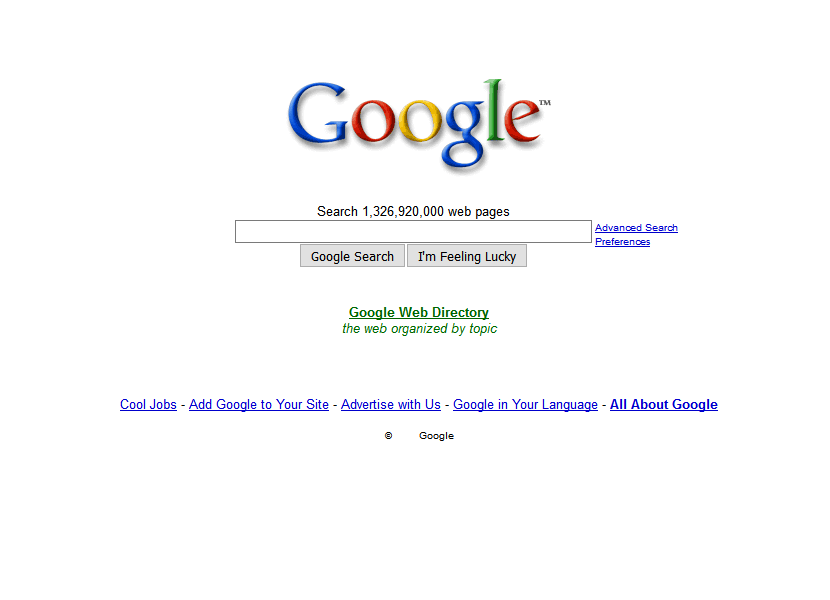 Google™
Search 1,326,920,000 web pages
Advanced Search
Preferences
Google Search I'm Feeling Lucky
Google Web Directory
the web organized by topic
Cool Jobs - Add Google to Your Site - Advertise with Us - Google in Your Language - All About Google
© Google